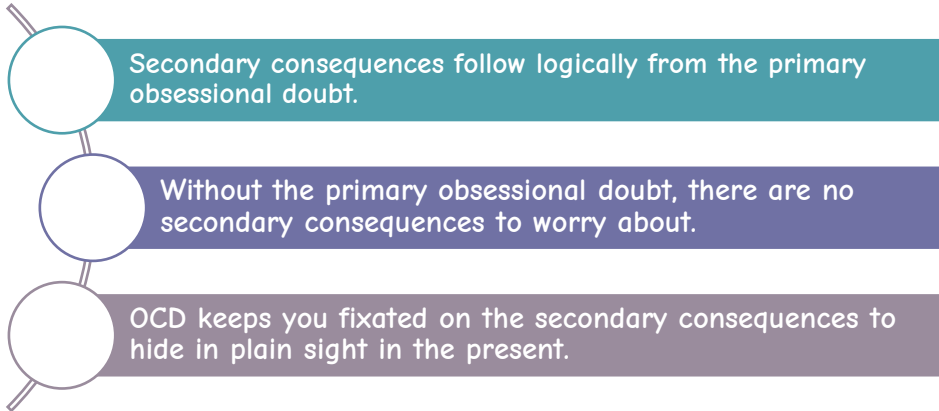 Secondary consequences follow logically from the primary
obsessional doubt.
Without the primary obsessional doubt, there are no
secondary consequences to worry about.
OCD keeps you fixated on the secondary consequences to
hide in plain sight in the present.